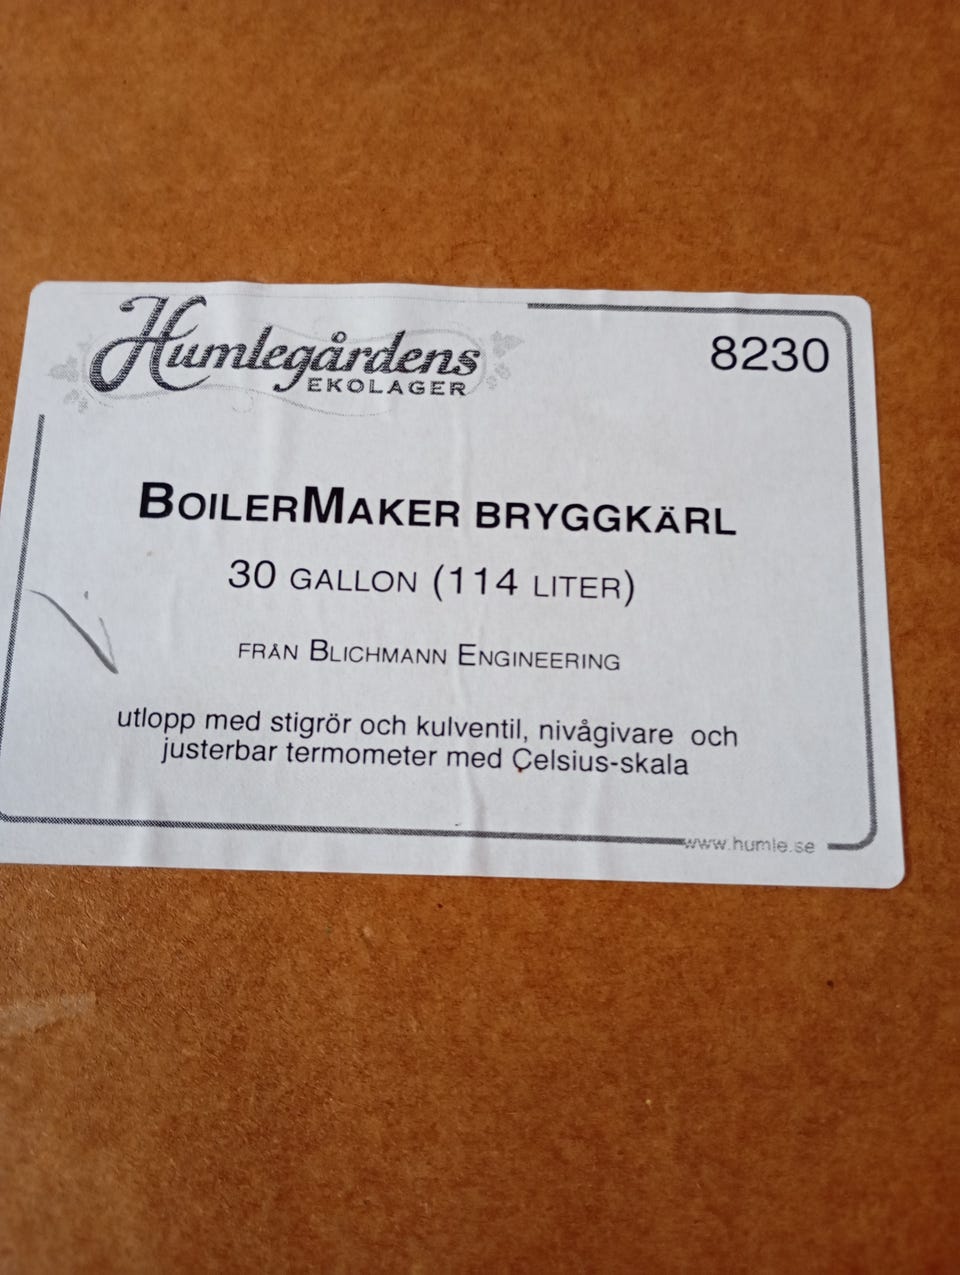 Humlegårdens
EKOLAGER
8230
BOILERMAKER BRYGGKÄRL
30 GALLON (114 LITER)
FRÅN BLICHMANN ENGINEERING
utlopp med stigrör och kulventil, nivågivare och
justerbar termometer med Celsius-skala
www.humle.se